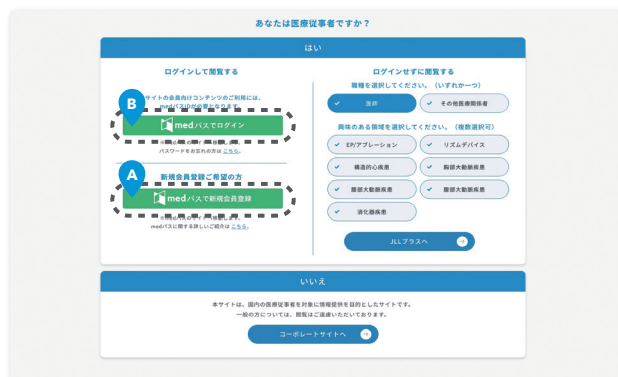 あなたは医療従事者ですか？
はい
ログインして閲覧する
サイトの会員向けコンテンツのご利用には、
medパスIDが必要となります。
B
medパスでログイン
パスワードをお忘れの方は こちら。
A
新規会員登録ご希望の方
medパスで新規会員登録
medパスに関する詳しいご紹介は こちら。
ログインせずに閲覧する
職種を選択してください。（いずれか一つ）
医師
その他医療関係者
興味のある領域を選択してください。（複数選択可）
EP/アブレーション
リズムデバイス
構造的心疾患
胸部大動脈疾患
腹部大動脈疾患
腹部大動脈疾患
消化器疾患
JLLプラスへ
いいえ
本サイトは、国内の医療従事者を対象に情報提供を目的としたサイトです。
一般の方については、閲覧はご遠慮いただいております。
コーポレートサイトへ